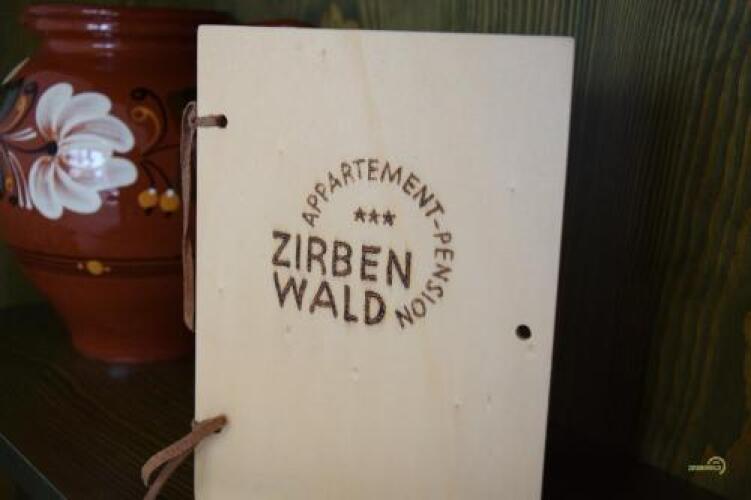 APPARTEMENT-PENSION
***
ZIRBEN
WALD